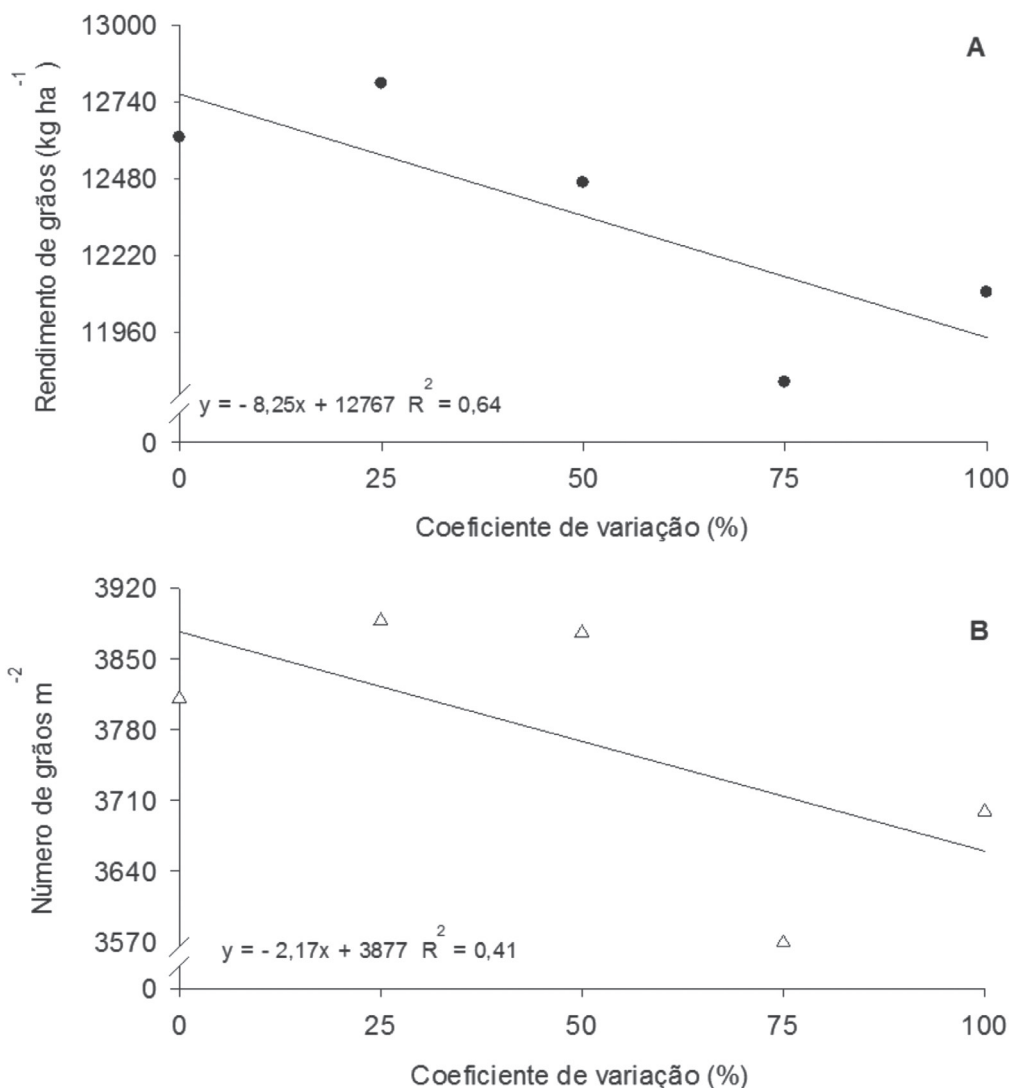 A
Rendimento de grãos (kg ha⁻¹)
13000
12740
12480
12220
11960
0
y = - 8,25x + 12767 R² = 0,64
0 25 50 75 100
Coeficiente de variação (%)
B
Número de grãos m⁻²
3920
3850
3780
3710
3640
3570
0
y = - 2,17x + 3877 R² = 0,41
0 25 50 75 100
Coeficiente de variação (%)